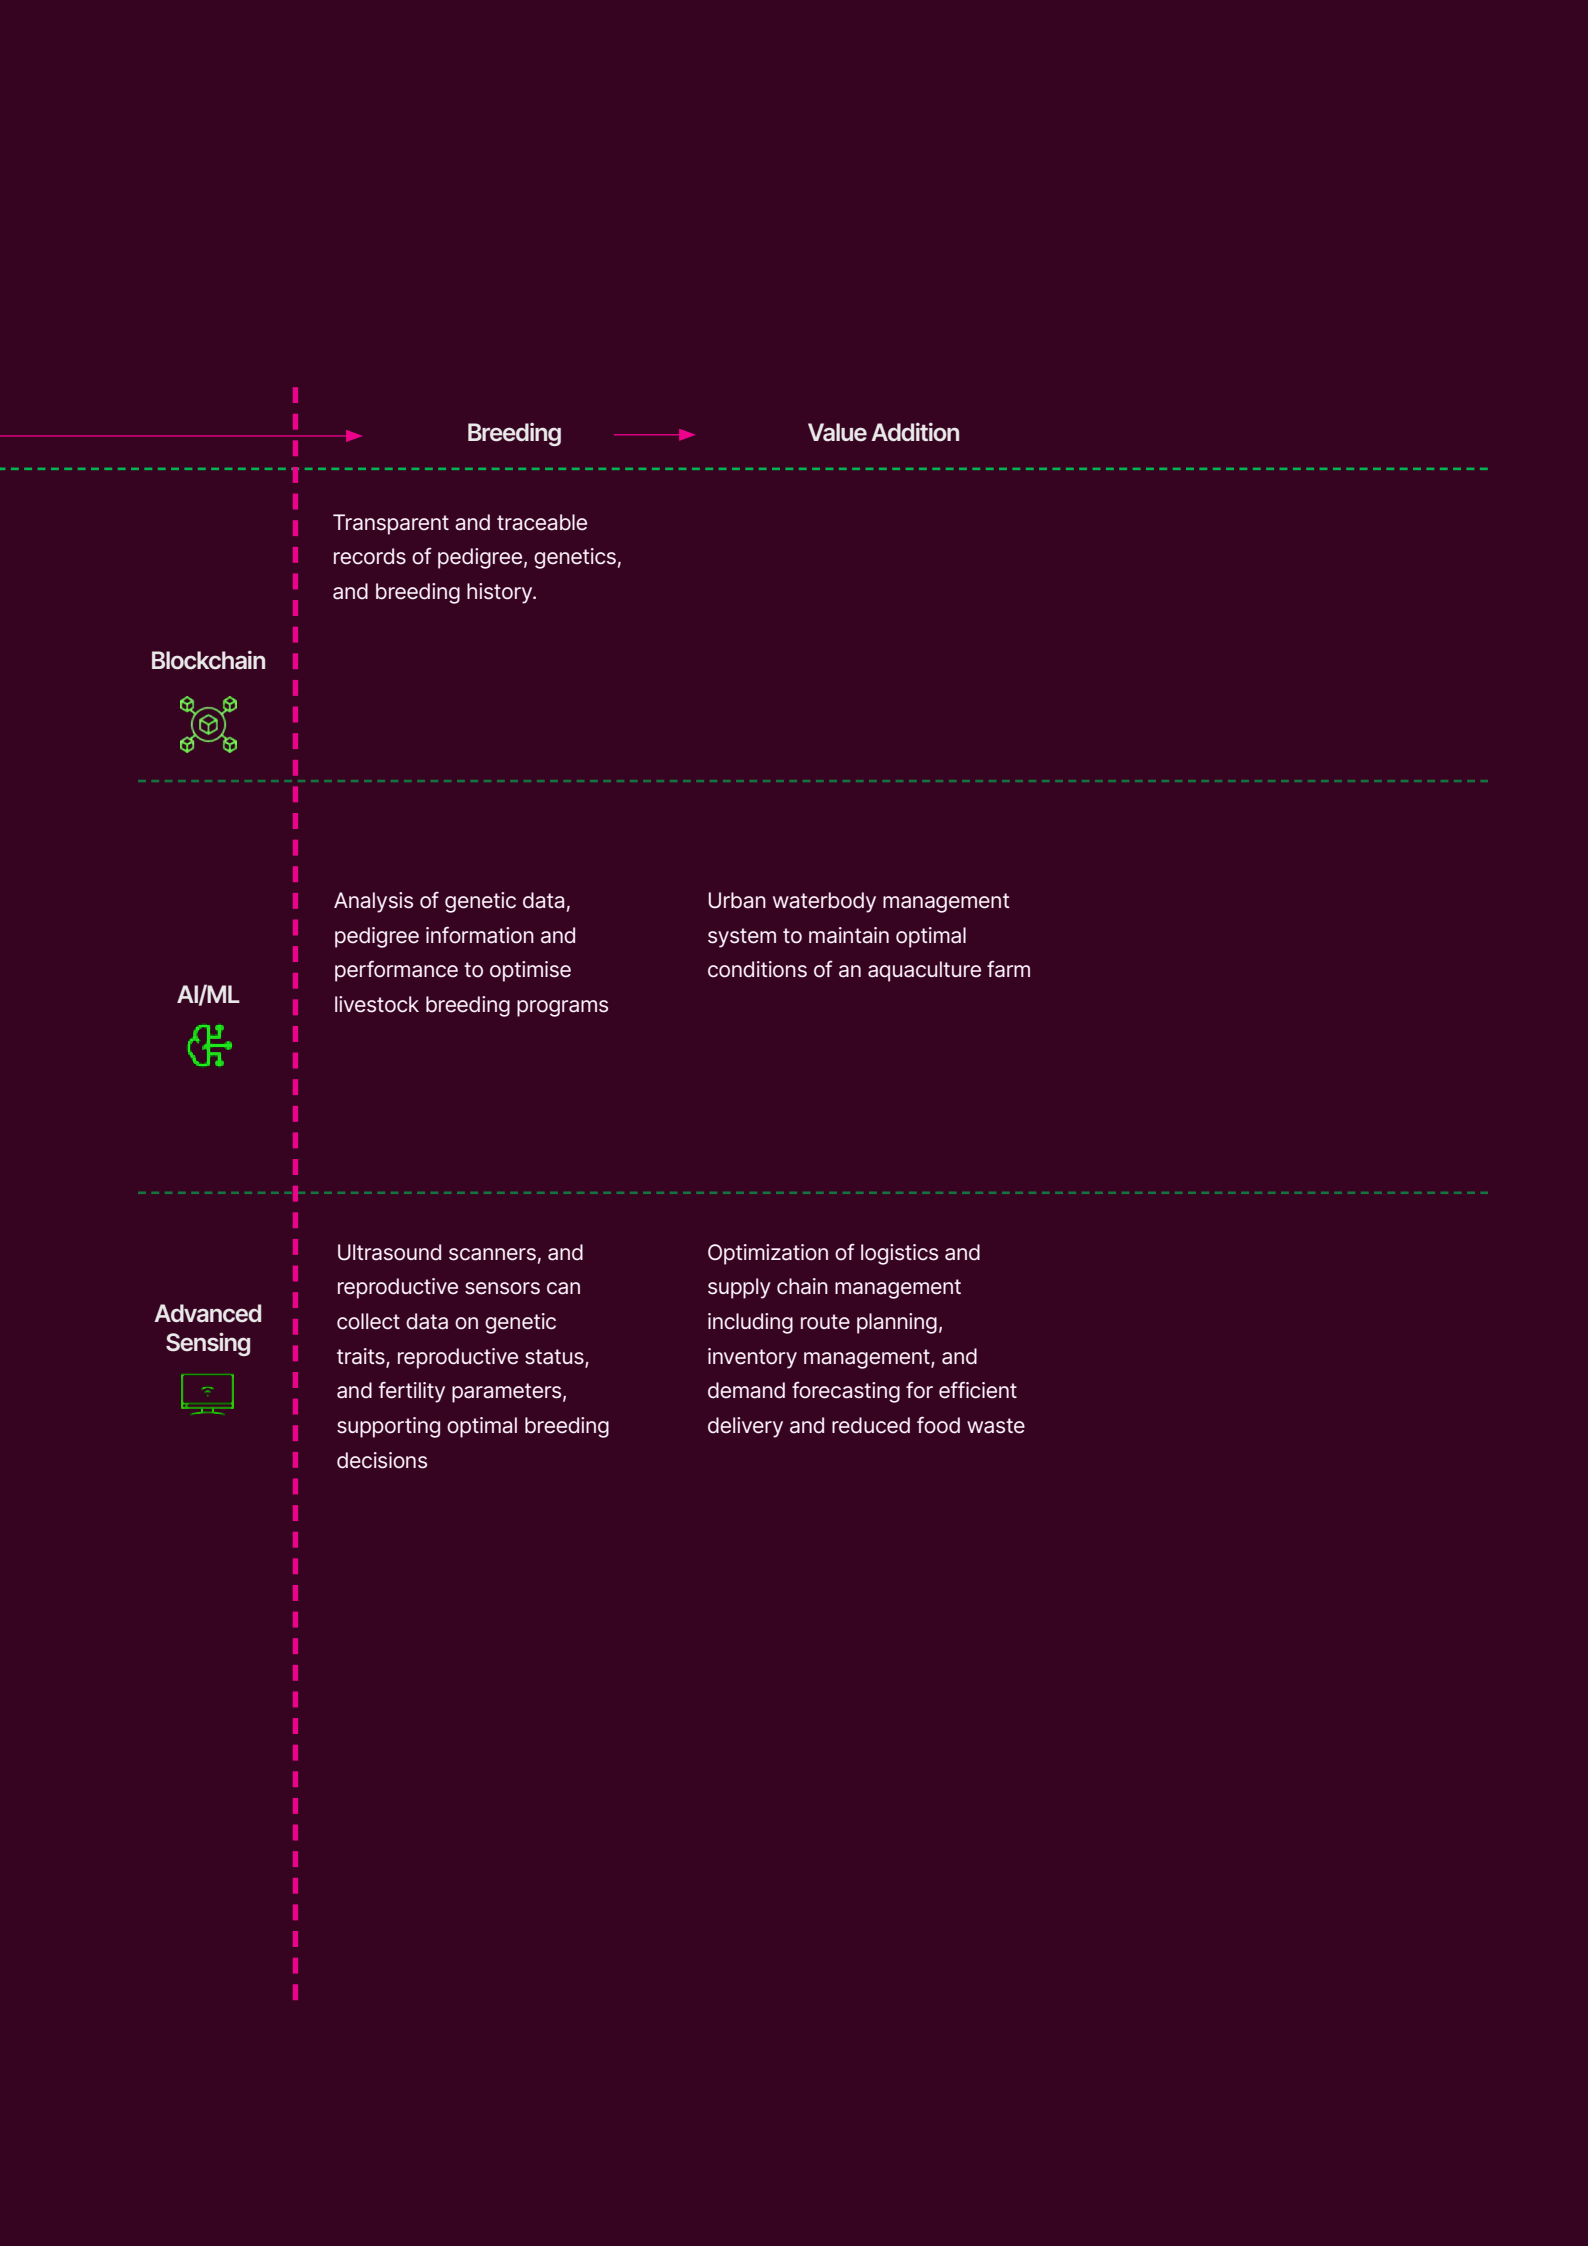 Breeding
Value Addition
Transparent and traceable
records of pedigree, genetics,
and breeding history.
Blockchain
Analysis of genetic data,
pedigree information and
performance to optimise
livestock breeding programs
Urban waterbody management
system to maintain optimal
conditions of an aquaculture farm
AI/ML
Ultrasound scanners, and
reproductive sensors can
collect data on genetic
traits, reproductive status,
and fertility parameters,
supporting optimal breeding
decisions
Optimization of logistics and
supply chain management
including route planning,
inventory management, and
demand forecasting for efficient
delivery and reduced food waste
Advanced
Sensing